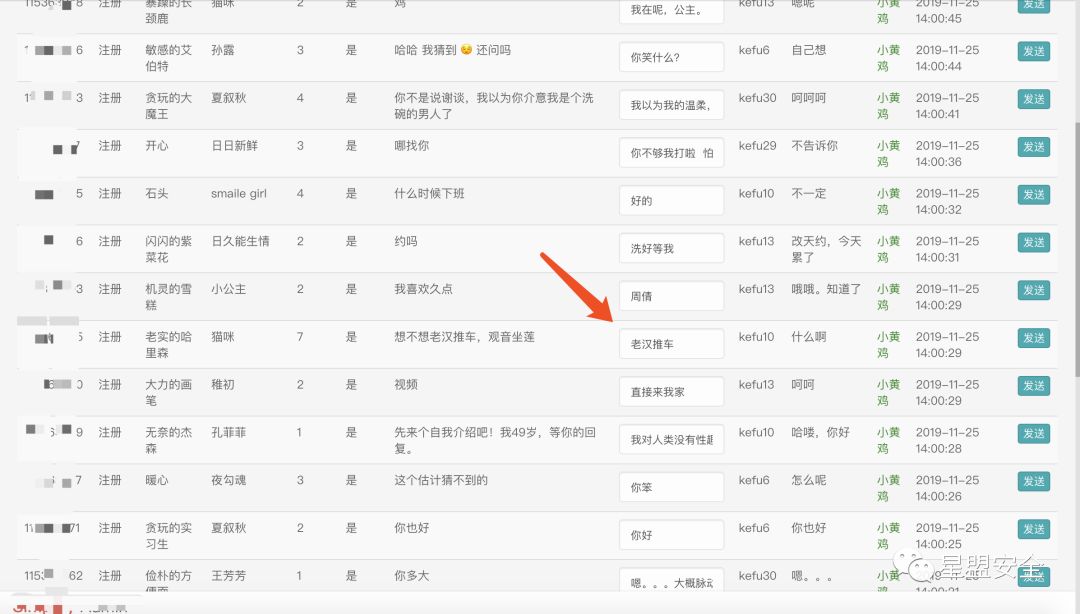 8 注册 暴躁的长 猫咪 2 是 鸡 我在呢，公主。 kefu13 嗯呢 小黄 2019-11-25 发送
颈鹿 鸡 14:00:45
6 注册 敏感的艾 孙露 3 是 哈哈 我猜到 😣 还问吗 你笑什么? kefu6 自己想 小黄 2019-11-25 发送
伯特 鸡 14:00:44
3 注册 贪玩的大 夏叙秋 4 是 你不是说谢谈，我以为你介意我是个洗 我以为我的温柔, kefu30 呵呵呵 小黄 2019-11-25 发送
魔王 碗的男人了 鸡 14:00:41
注册 开心 日日新鲜 3 是 哪找你 你不够我打啦 怕 kefu29 不告诉你 小黄 2019-11-25 发送
鸡 14:00:36
5 注册 石头 smaile girl 4 是 什么时候下班 好的 kefu10 不一定 小黄 2019-11-25 发送
鸡 14:00:32
6 注册 闪闪的紫 日久能生情 2 是 约吗 洗好等我 kefu13 改天约，今天 小黄 2019-11-25 发送
菜花 累了 鸡 14:00:31
3 注册 机灵的雪 小公主 2 是 我喜欢久点 周倩 kefu13 哦哦。知道了 小黄 2019-11-25 发送
糕 鸡 14:00:29
5 注册 老实的哈 猫咪 7 是 想不想老汉推车，观音坐莲 老汉推车 kefu10 什么啊 小黄 2019-11-25 发送
里森 鸡 14:00:29
0 注册 大力的画 稚初 2 是 视频 直接来我家 kefu13 呵呵 小黄 2019-11-25 发送
笔 鸡 14:00:29
9 注册 无奈的杰 孔菲菲 1 是 先来个自我介绍吧！我49岁，等你的回 我对人类没有性趣 kefu10 哈喽，你好 小黄 2019-11-25 发送
森 复。 鸡 14:00:28
7 注册 暖心 夜勾魂 3 是 这个估计猜不到的 你笨 kefu6 怎么呢 小黄 2019-11-25 发送
鸡 14:00:26
71 注册 贪玩的实 夏叙秋 2 是 你也好 你好 kefu6 你也好 小黄 2019-11-25 发送
习生 鸡 14:00:25
115 62 注册 俭朴的方 王芳芳 1 是 你多大 嗯。。。大概脉动 kefu30 嗯。。。 小黄 2019-11-25 发送
便面 鸡 14:00:21
星盟安全